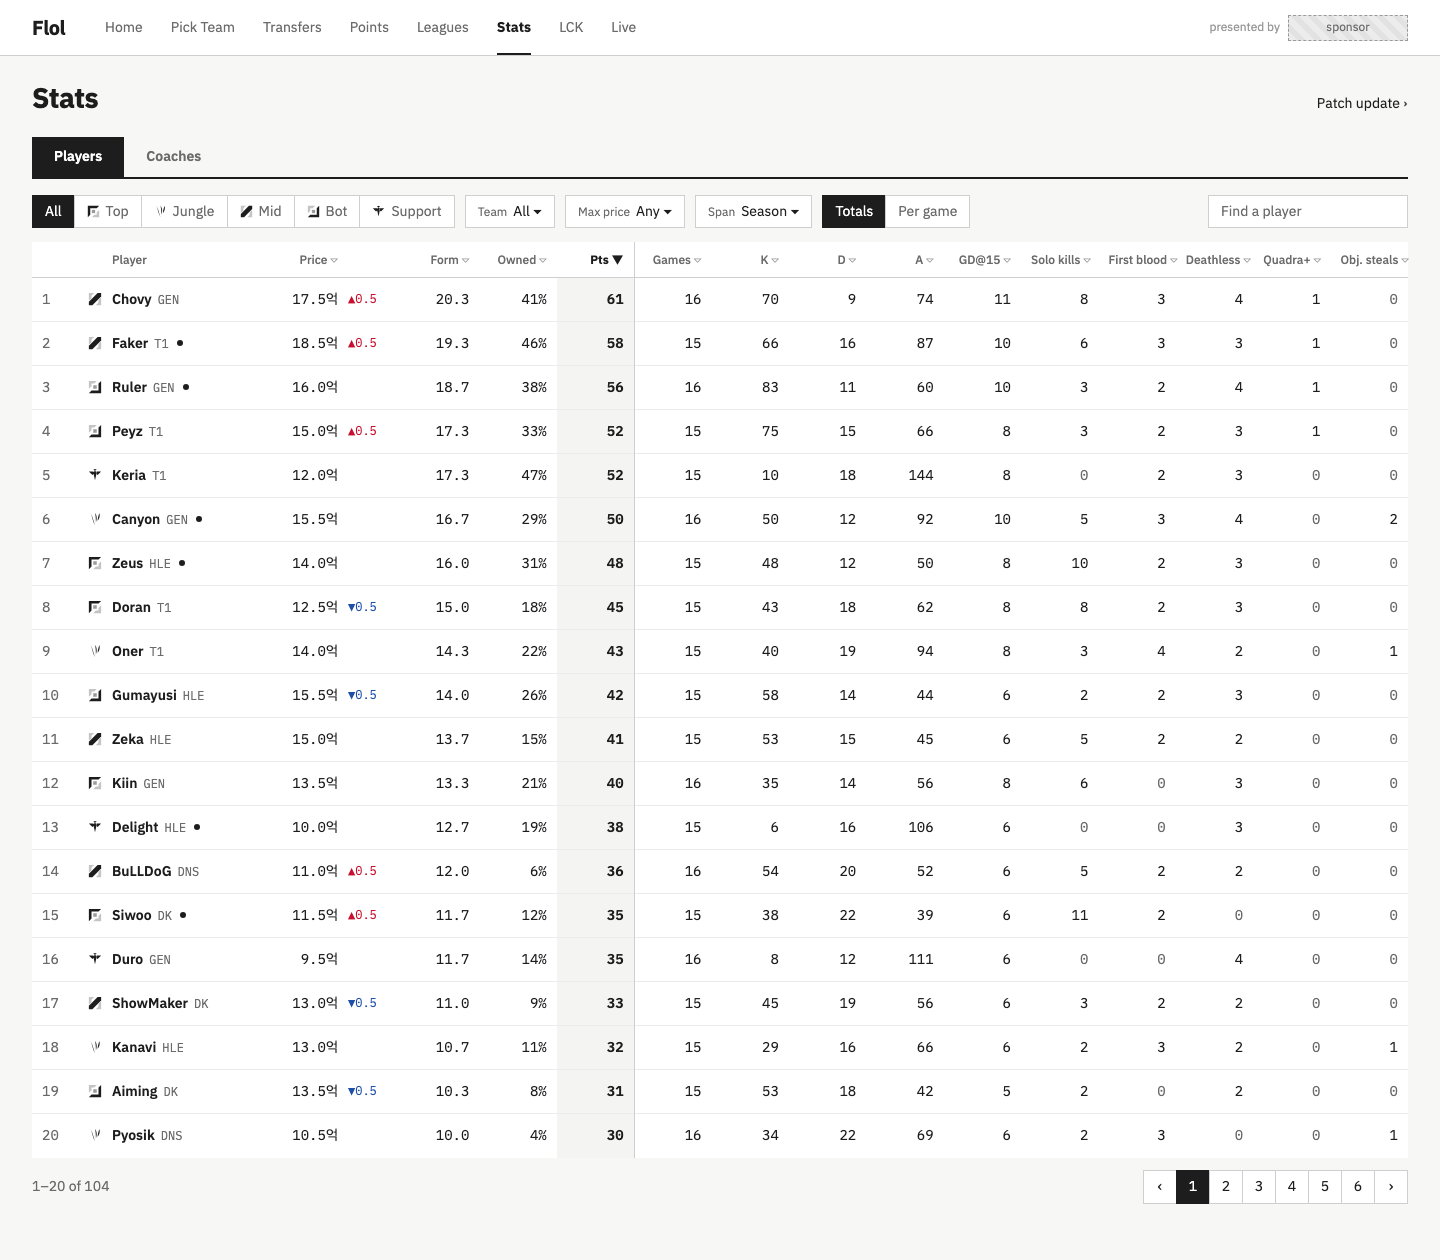 Flol Home Pick Team Transfers Points Leagues Stats LCK Live presented by sponsor
Stats Patch update ›
Players Coaches
All Top Jungle Mid Bot Support Team All Max price Any Span Season Totals Per game Find a player
Player Price Form Owned Pts ▼ Games K D A GD@15 Solo kills First blood Deathless Quadra+ Obj. steals
1 Chovy GEN 17.5억 ▲0.5 20.3 41% 61 16 70 9 74 11 8 3 4 1 0
2 Faker T1 18.5억 ▲0.5 19.3 46% 58 15 66 16 87 10 6 3 3 1 0
3 Ruler GEN 16.0억 18.7 38% 56 16 83 11 60 10 3 2 4 1 0
4 Peyz T1 15.0억 ▲0.5 17.3 33% 52 15 75 15 66 8 3 2 3 1 0
5 Keria T1 12.0억 17.3 47% 52 15 10 18 144 8 0 2 3 0 0
6 Canyon GEN 15.5억 16.7 29% 50 16 50 12 92 10 5 3 4 0 2
7 Zeus HLE 14.0억 16.0 31% 48 15 48 12 50 8 10 2 3 0 0
8 Doran T1 12.5억 ▼0.5 15.0 18% 45 15 43 18 62 8 8 2 3 0 0
9 Oner T1 14.0억 14.3 22% 43 15 40 19 94 8 3 4 2 0 1
10 Gumayusi HLE 15.5억 ▼0.5 14.0 26% 42 15 58 14 44 6 2 2 3 0 0
11 Zeka HLE 15.0억 13.7 15% 41 15 53 15 45 6 5 2 2 0 0
12 Kiin GEN 13.5억 13.3 21% 40 16 35 14 56 8 6 0 3 0 0
13 Delight HLE 10.0억 12.7 19% 38 15 6 16 106 6 0 0 3 0 0
14 BuLLDoG DNS 11.0억 ▲0.5 12.0 6% 36 16 54 20 52 6 5 2 2 0 0
15 Siwoo DK 11.5억 ▲0.5 11.7 12% 35 15 38 22 39 6 11 2 0 0 0
16 Duro GEN 9.5억 11.7 14% 35 16 8 12 111 6 0 0 4 0 0
17 ShowMaker DK 13.0억 ▼0.5 11.0 9% 33 15 45 19 56 6 3 2 2 0 0
18 Kanavi HLE 13.0억 10.7 11% 32 15 29 16 66 6 2 3 2 0 1
19 Aiming DK 13.5억 ▼0.5 10.3 8% 31 15 53 18 42 5 2 0 2 0 0
20 Pyosik DNS 10.5억 10.0 4% 30 16 34 22 69 6 2 3 0 0 1
1–20 of 104 ‹ 1 2 3 4 5 6 ›